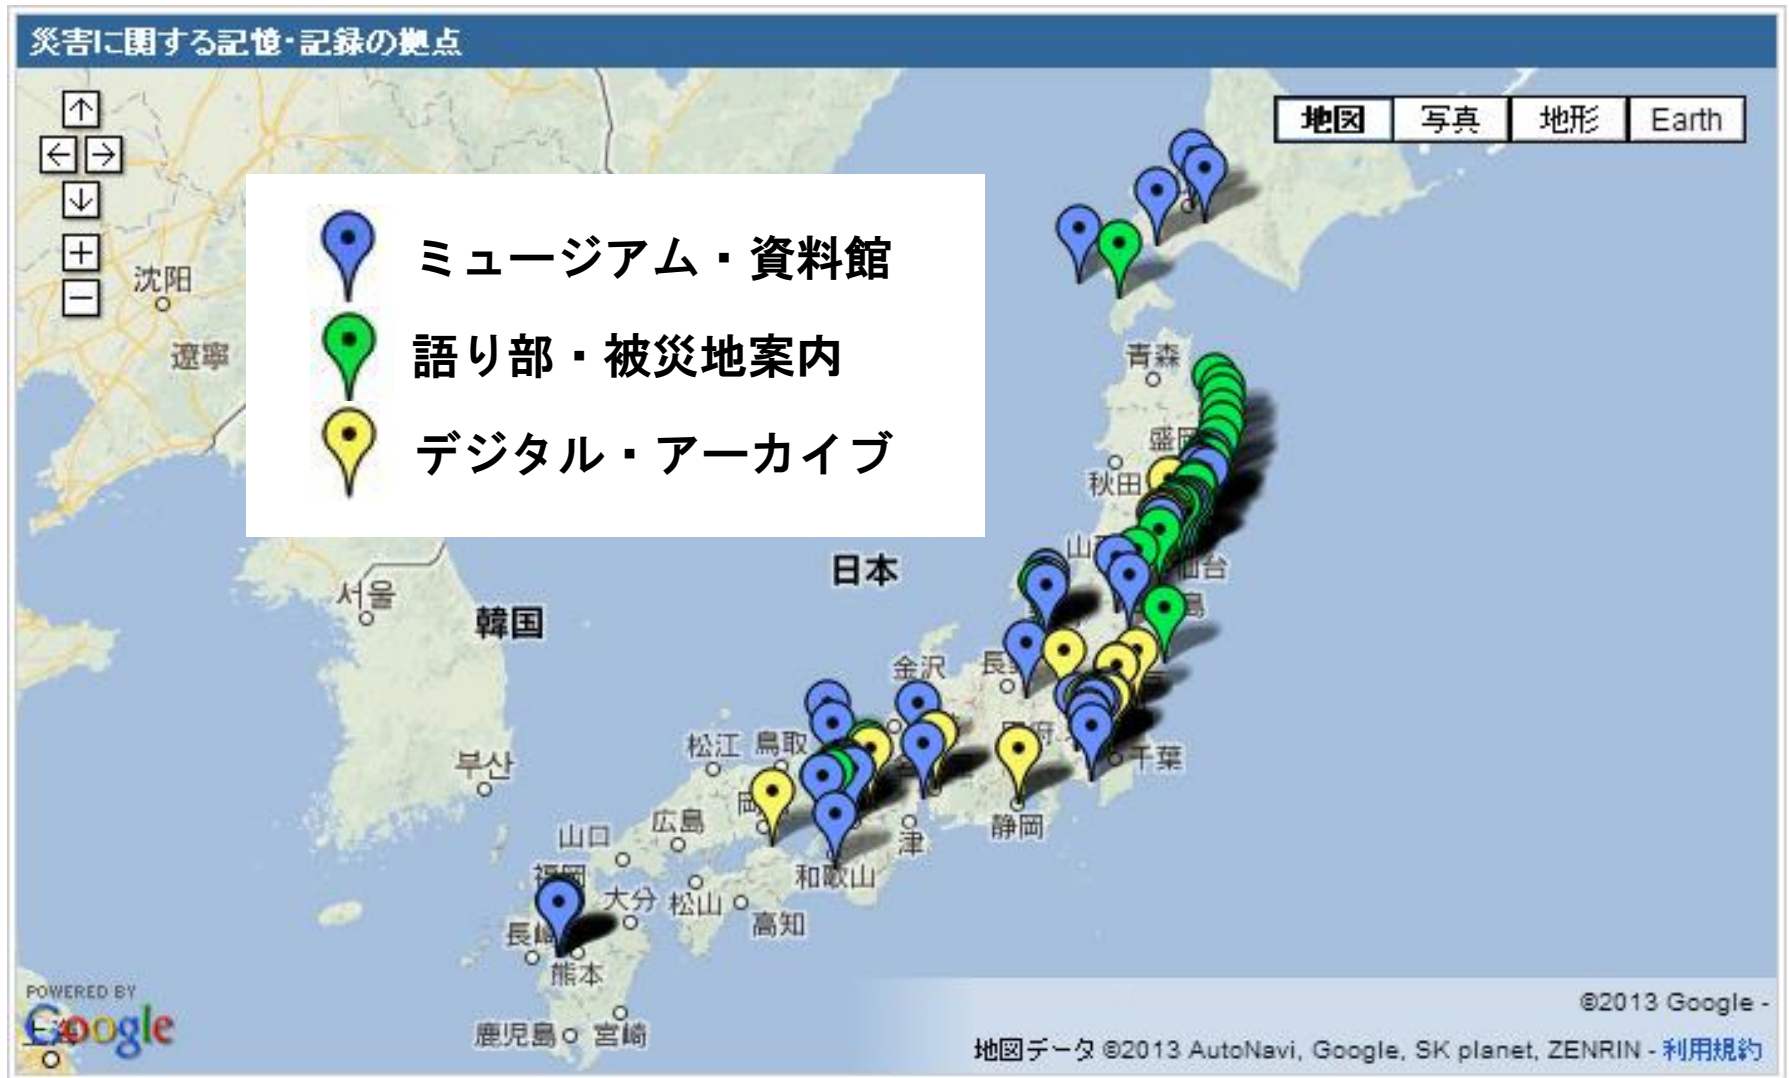 災害に関する記憶・記録の拠点
地図 写真 地形 Earth
ミュージアム・資料館
語り部・被災地案内
デジタル・アーカイブ
沈阳
遼寧
青森
秋田
仙台
日本
서울
韓国
金沢
松江 鳥取
千葉
부산
静岡
広島
山口
津
和歌山
福岡
大分 松山
高知
熊本
鹿児島 宮崎
POWERED BY
Google
©2013 Google -
地図データ ©2013 AutoNavi, Google, SK planet, ZENRIN - 利用規約